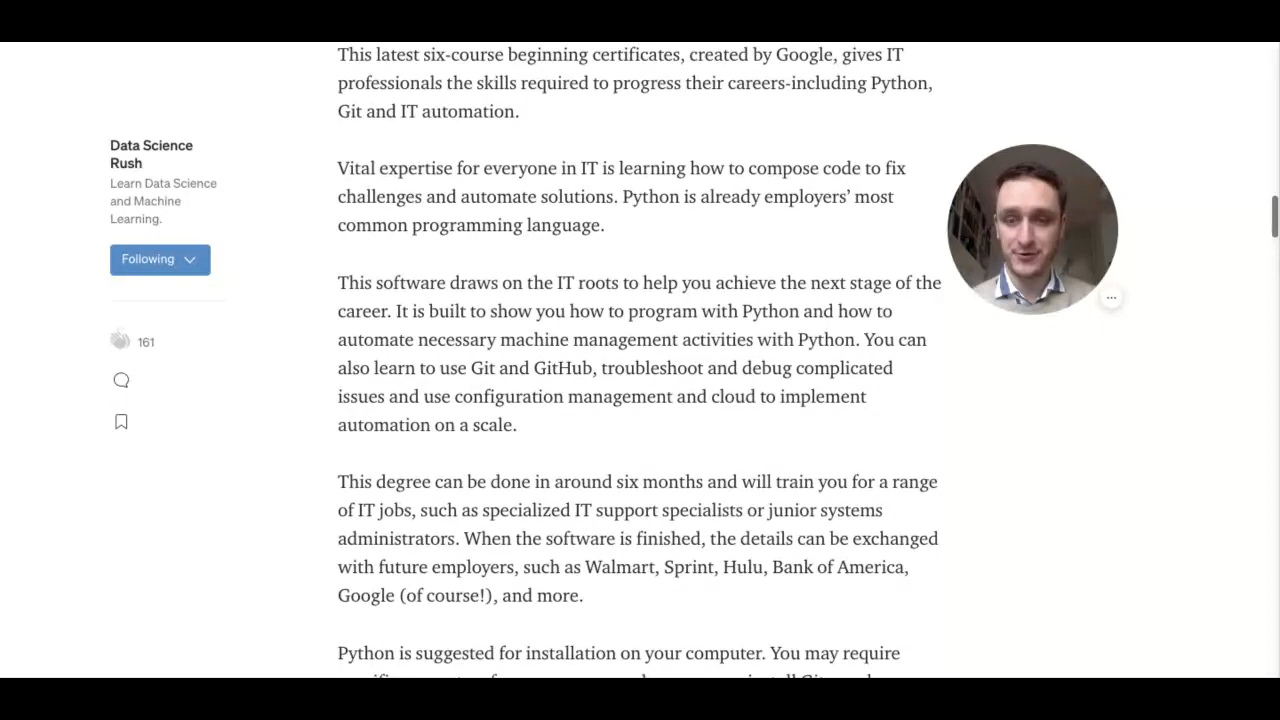 This latest six-course beginning certificates, created by Google, gives IT
professionals the skills required to progress their careers-including Python,
Git and IT automation.
Data Science
Rush
Learn Data Science
and Machine
Learning.
Following
161
Vital expertise for everyone in IT is learning how to compose code to fix
challenges and automate solutions. Python is already employers’ most
common programming language.
This software draws on the IT roots to help you achieve the next stage of the
career. It is built to show you how to program with Python and how to
automate necessary machine management activities with Python. You can
also learn to use Git and GitHub, troubleshoot and debug complicated
issues and use configuration management and cloud to implement
automation on a scale.
This degree can be done in around six months and will train you for a range
of IT jobs, such as specialized IT support specialists or junior systems
administrators. When the software is finished, the details can be exchanged
with future employers, such as Walmart, Sprint, Hulu, Bank of America,
Google (of course!), and more.
Python is suggested for installation on your computer. You may require